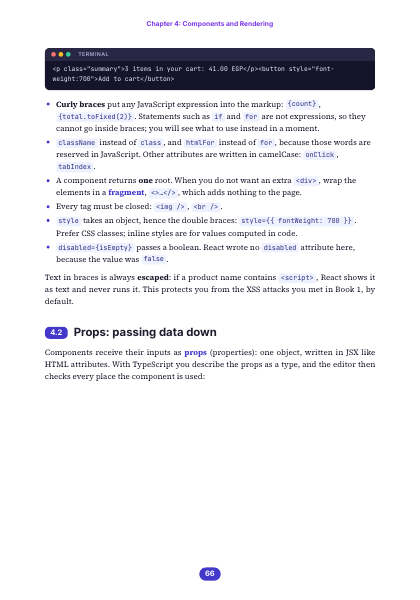 Chapter 4: Components and Rendering
TERMINAL
<p class="summary">3 items in your cart: 41.00 EGP</p><button style="font-
weight:700">Add to cart</button>
• Curly braces put any JavaScript expression into the markup: {count} ,
{total.toFixed(2)} . Statements such as if and for are not expressions, so they
cannot go inside braces; you will see what to use instead in a moment.
• className instead of class , and htmlFor instead of for , because those words are
reserved in JavaScript. Other attributes are written in camelCase: onClick ,
tabIndex .
• A component returns one root. When you do not want an extra <div> , wrap the
elements in a fragment, <>…</> , which adds nothing to the page.
• Every tag must be closed: <img /> , <br /> .
• style takes an object, hence the double braces: style={{ fontWeight: 700 }} .
Prefer CSS classes; inline styles are for values computed in code.
• disabled={isEmpty} passes a boolean. React wrote no disabled attribute here,
because the value was false .
Text in braces is always escaped: if a product name contains <script> , React shows it
as text and never runs it. This protects you from the XSS attacks you met in Book 1, by
default.
4.2 Props: passing data down
Components receive their inputs as props (properties): one object, written in JSX like
HTML attributes. With TypeScript you describe the props as a type, and the editor then
checks every place the component is used:
66